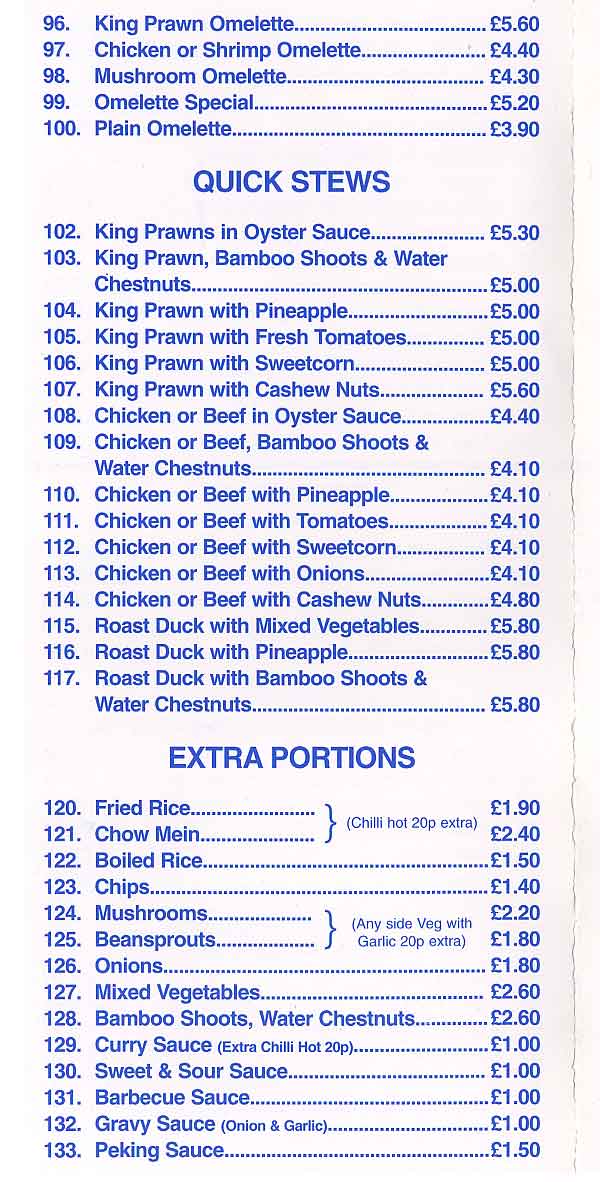 96. King Prawn Omelette.................................... £5.60
97. Chicken or Shrimp Omelette....................... £4.40
98. Mushroom Omelette..................................... £4.30
99. Omelette Special........................................... £5.20
100. Plain Omelette............................................... £3.90
QUICK STEWS
102. King Prawns in Oyster Sauce...................... £5.30
103. King Prawn, Bamboo Shoots & Water
Chestnuts....................................................... £5.00
104. King Prawn with Pineapple.......................... £5.00
105. King Prawn with Fresh Tomatoes............... £5.00
106. King Prawn with Sweetcorn......................... £5.00
107. King Prawn with Cashew Nuts.................... £5.60
108. Chicken or Beef in Oyster Sauce................ £4.40
109. Chicken or Beef, Bamboo Shoots &
Water Chestnuts............................................ £4.10
110. Chicken or Beef with Pineapple.................. £4.10
111. Chicken or Beef with Tomatoes................... £4.10
112. Chicken or Beef with Sweetcorn................. £4.10
113. Chicken or Beef with Onions....................... £4.10
114. Chicken or Beef with Cashew Nuts............. £4.80
115. Roast Duck with Mixed Vegetables............. £5.80
116. Roast Duck with Pineapple.......................... £5.80
117. Roast Duck with Bamboo Shoots &
Water Chestnuts............................................ £5.80
EXTRA PORTIONS
120. Fried Rice........................ £1.90
(Chilli hot 20p extra)
121. Chow Mein...................... £2.40
122. Boiled Rice..................................................... £1.50
123. Chips............................................................... £1.40
124. Mushrooms.................... £2.20
(Any side Veg with
Garlic 20p extra)
125. Beansprouts................... £1.80
126. Onions............................................................ £1.80
127. Mixed Vegetables.......................................... £2.60
128. Bamboo Shoots, Water Chestnuts.............. £2.60
129. Curry Sauce (Extra Chilli Hot 20p).......................... £1.00
130. Sweet & Sour Sauce..................................... £1.00
131. Barbecue Sauce............................................ £1.00
132. Gravy Sauce (Onion & Garlic)............................... £1.00
133. Peking Sauce................................................. £1.50